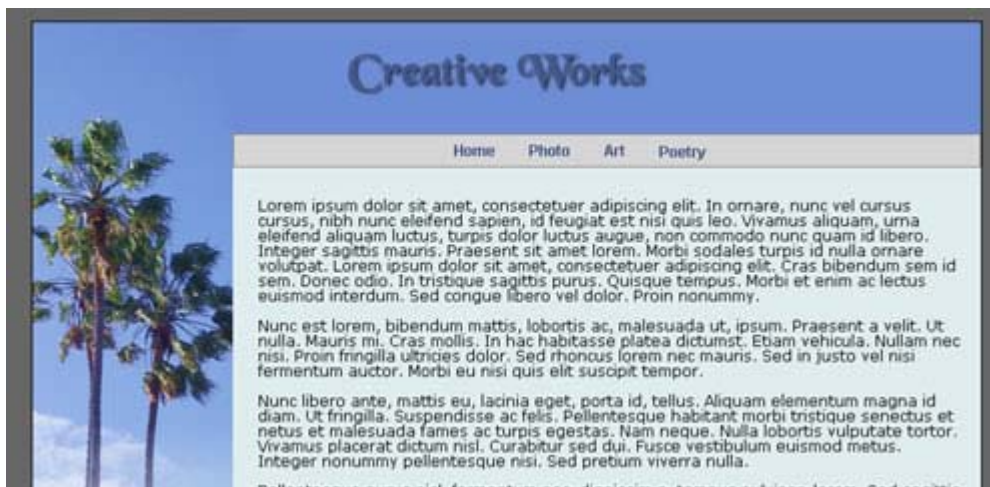 Creative Works
Home Photo Art Poetry
Lorem ipsum dolor sit amet, consectetuer adipiscing elit. In ornare, nunc vel cursus
cursus, nibh nunc eleifend sapien, id feugiat est nisi quis leo. Vivamus aliquam, urna
eleifend aliquam luctus, turpis dolor luctus augue, non commodo nunc quam id libero.
Integer sagittis mauris. Praesent sit amet lorem. Morbi sodales turpis id nulla ornare
volutpat. Lorem ipsum dolor sit amet, consectetuer adipiscing elit. Cras bibendum sem id
sem. Donec odio. In tristique sagittis purus. Quisque tempus. Morbi et enim ac lectus
euismod interdum. Sed congue libero vel dolor. Proin nonummy.
Nunc est lorem, bibendum mattis, lobortis ac, malesuada ut, ipsum. Praesent a velit. Ut
nulla. Mauris mi. Cras mollis. In hac habitasse platea dictumst. Etiam vehicula. Nullam nec
nisi. Proin fringilla ultricies dolor. Sed rhoncus lorem nec mauris. Sed in justo vel nisi
fermentum auctor. Morbi eu nisi quis elit suscipit tempor.
Nunc libero ante, mattis eu, lacinia eget, porta id, tellus. Aliquam elementum magna id
diam. Ut fringilla. Suspendisse ac felis. Pellentesque habitant morbi tristique senectus et
netus et malesuada fames ac turpis egestas. Nam neque. Nulla lobortis vulputate tortor.
Vivamus placerat dictum nisl. Curabitur sed dui. Fusce vestibulum euismod metus.
Integer nonummy pellentesque nisi. Sed pretium viverra nulla.